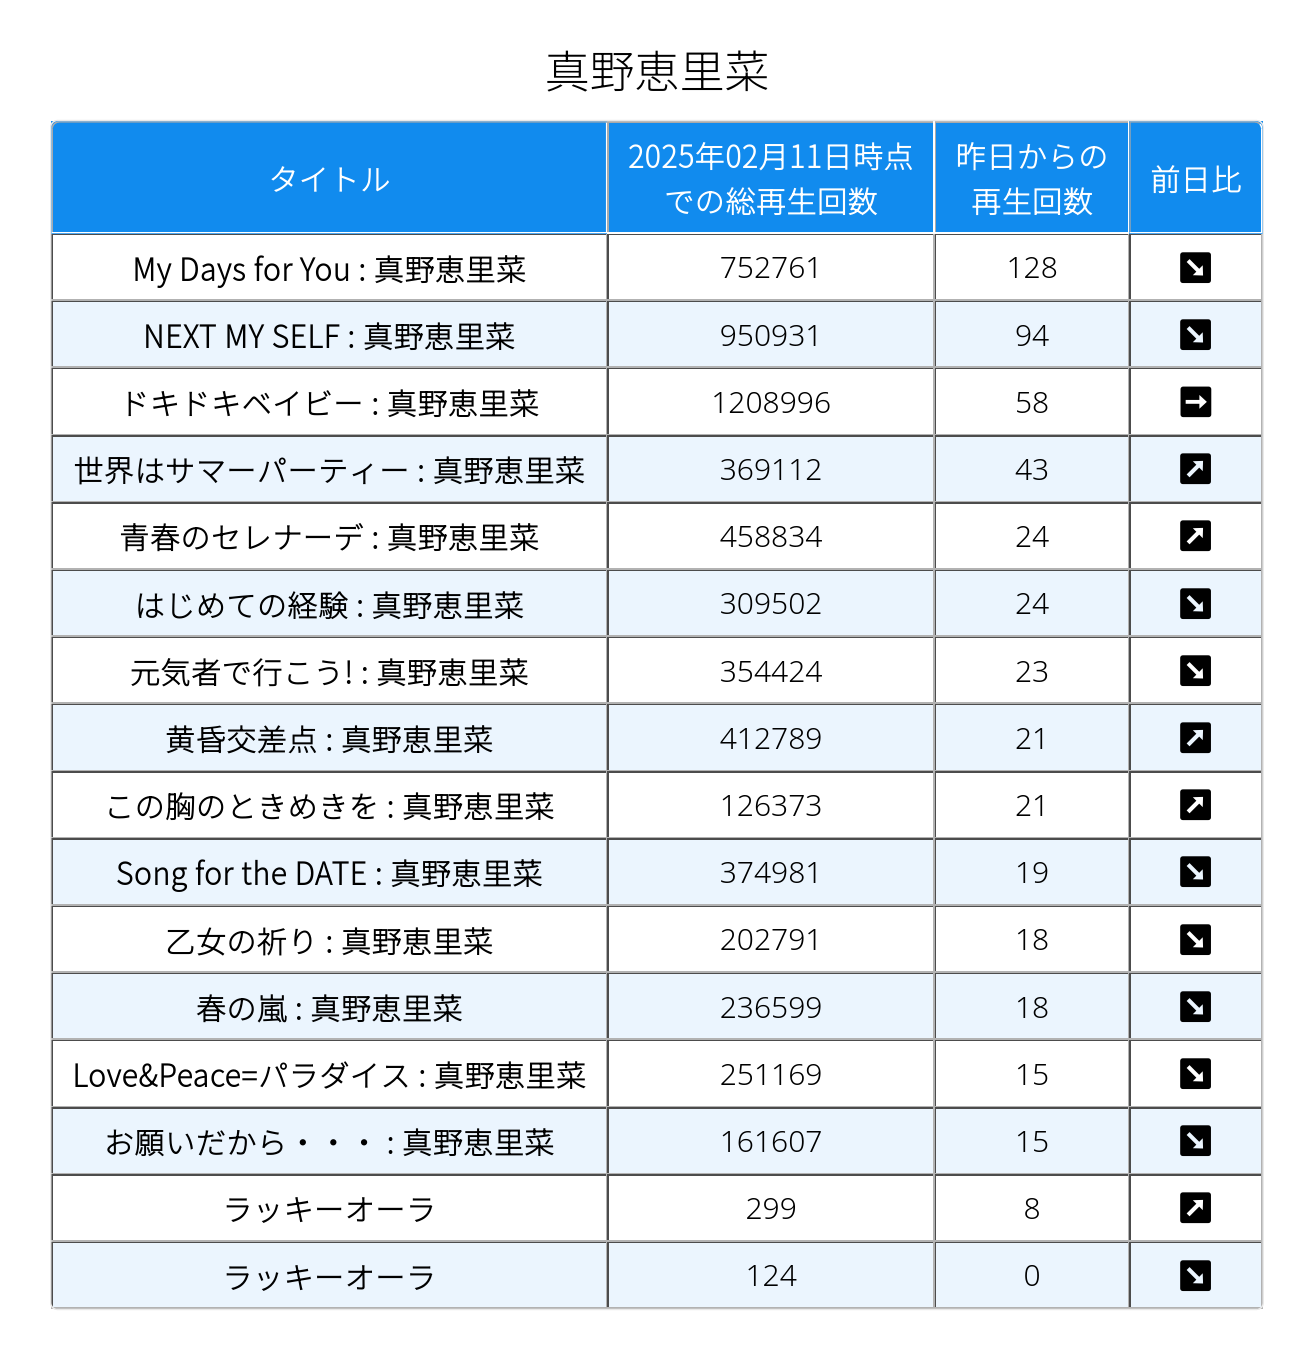 真野恵里菜
タイトル
2025年02月11日時点
での総再生回数
昨日からの
再生回数
前日比
My Days for You : 真野恵里菜 752761 128 ↘
NEXT MY SELF : 真野恵里菜 950931 94 ↘
ドキドキベイビー : 真野恵里菜 1208996 58 →
世界はサマーパーティー : 真野恵里菜 369112 43 ↗
青春のセレナーデ : 真野恵里菜 458834 24 ↗
はじめての経験 : 真野恵里菜 309502 24 ↘
元気者で行こう! : 真野恵里菜 354424 23 ↘
黄昏交差点 : 真野恵里菜 412789 21 ↗
この胸のときめきを : 真野恵里菜 126373 21 ↗
Song for the DATE : 真野恵里菜 374981 19 ↘
乙女の祈り : 真野恵里菜 202791 18 ↘
春の嵐 : 真野恵里菜 236599 18 ↘
Love&Peace=パラダイス : 真野恵里菜 251169 15 ↘
お願いだから・・・ : 真野恵里菜 161607 15 ↘
ラッキーオーラ 299 8 ↗
ラッキーオーラ 124 0 ↘